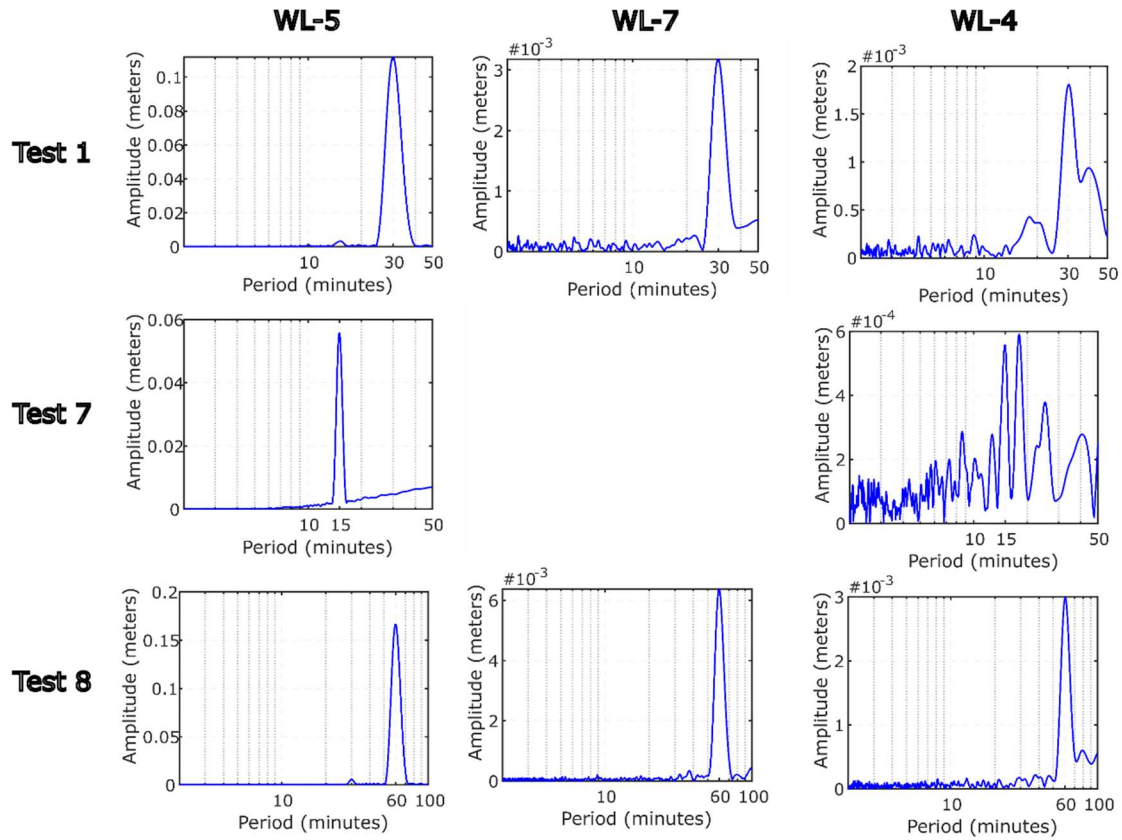 WL-5 WL-7 WL-4
Test 1
Amplitude (meters)
0.1
0.08
0.06
0.04
0.02
0
10 30 50
Period (minutes)
#10-3
Amplitude (meters)
3
2
1
0
10 30 50
Period (minutes)
#10-3
Amplitude (meters)
2
1.5
1
0.5
0
10 30 50
Period (minutes)
Test 7
Amplitude (meters)
0.06
0.04
0.02
0
10 15 50
Period (minutes)
#10-4
Amplitude (meters)
6
4
2
0
10 15 50
Period (minutes)
Test 8
Amplitude (meters)
0.2
0.15
0.1
0.05
0
10 60 100
Period (minutes)
#10-3
Amplitude (meters)
6
4
2
0
10 60 100
Period (minutes)
#10-3
Amplitude (meters)
3
2
1
0
10 60 100
Period (minutes)